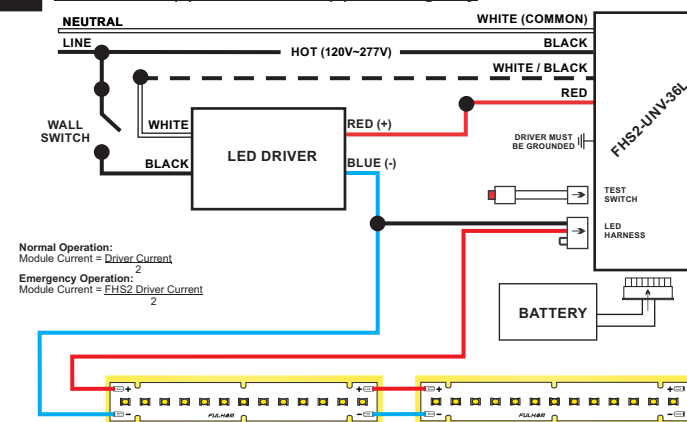 NEUTRAL
WHITE (COMMON)
LINE
HOT (120V~277V)
BLACK
WHITE / BLACK
RED
WALL
SWITCH
WHITE
BLACK
LED DRIVER
RED (+)
BLUE (-)
DRIVER MUST
BE GROUNDED
FHS2-UNV-36L
TEST
SWITCH
LED
HARNESS
Normal Operation:
Module Current = Driver Current
2
Emergency Operation:
Module Current = FHS2 Driver Current
2
BATTERY
+ + + +
- - - -
FULHAM
FULHAM